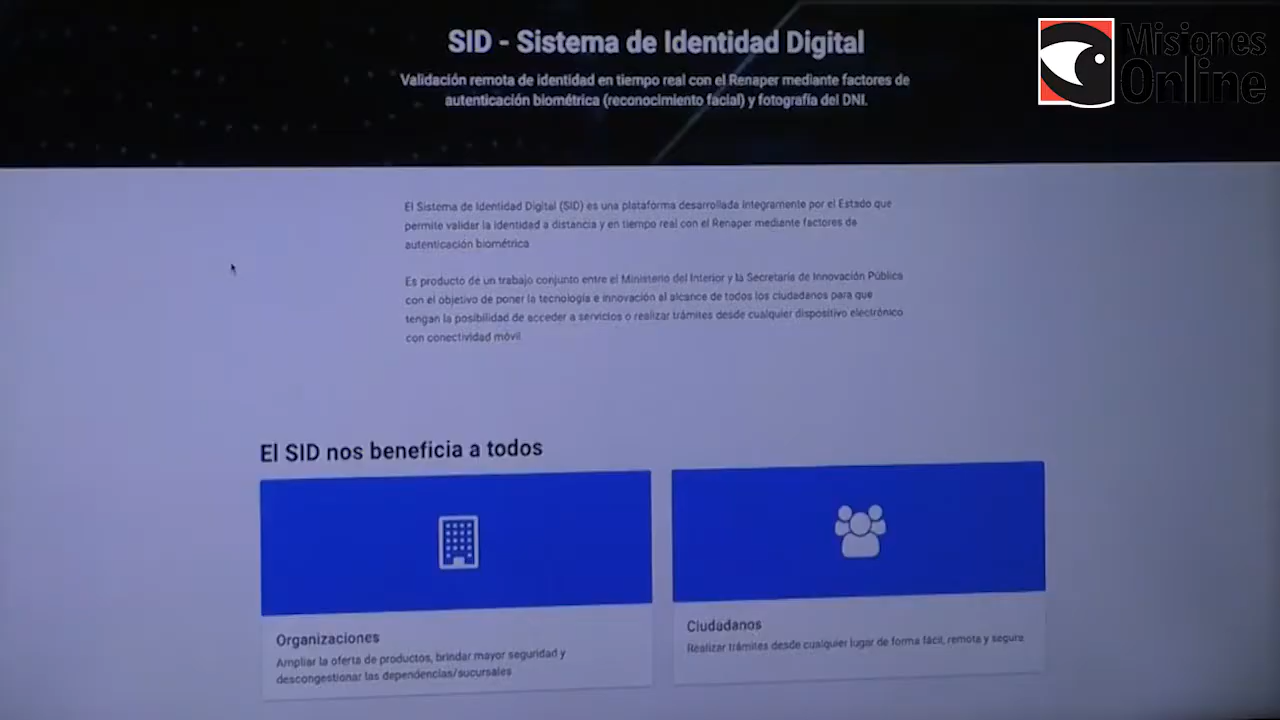 SID - Sistema de Identidad Digital
Validación remota de identidad en tiempo real con el Renaper mediante factores de
autenticación biométrica (reconocimiento facial) y fotografía del DNI.
Misiones
Online
El Sistema de Identidad Digital (SID) es una plataforma desarrollada íntegramente por el Estado que
permite validar la identidad a distancia y en tiempo real con el Renaper mediante factores de
autenticación biométrica
Es producto de un trabajo conjunto entre el Ministerio del Interior y la Secretaría de Innovación Pública
con el objetivo de poner la tecnología e innovación al alcance de todos los ciudadanos para que
tengan la posibilidad de acceder a servicios o realizar trámites desde cualquier dispositivo electrónico
con conectividad móvil
El SID nos beneficia a todos
Organizaciones
Ampliar la oferta de productos, brindar mayor seguridad y
descongestionar las dependencias/sucursales
Ciudadanos
Realizar trámites desde cualquier lugar de forma fácil, remota y segura